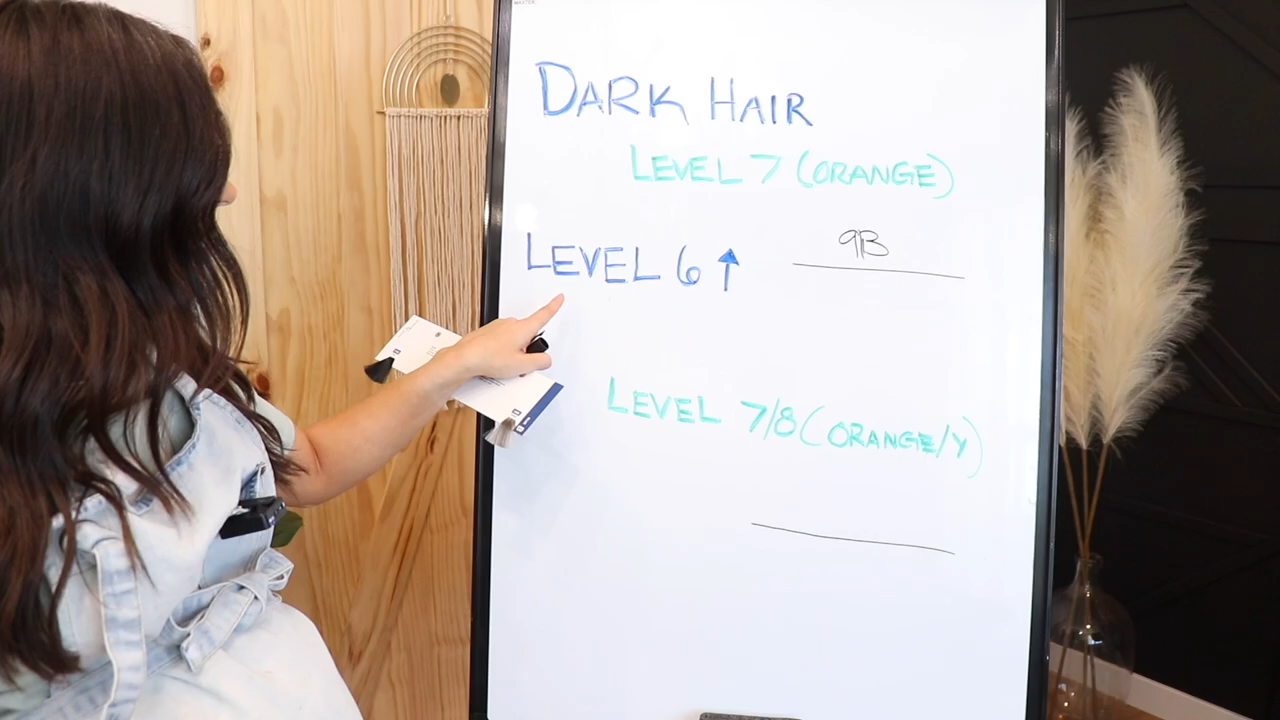 DARK HAIR
LEVEL 7 (ORANGE)
9B
LEVEL 6 ↑
LEVEL 7/8 (ORANGE/Y)